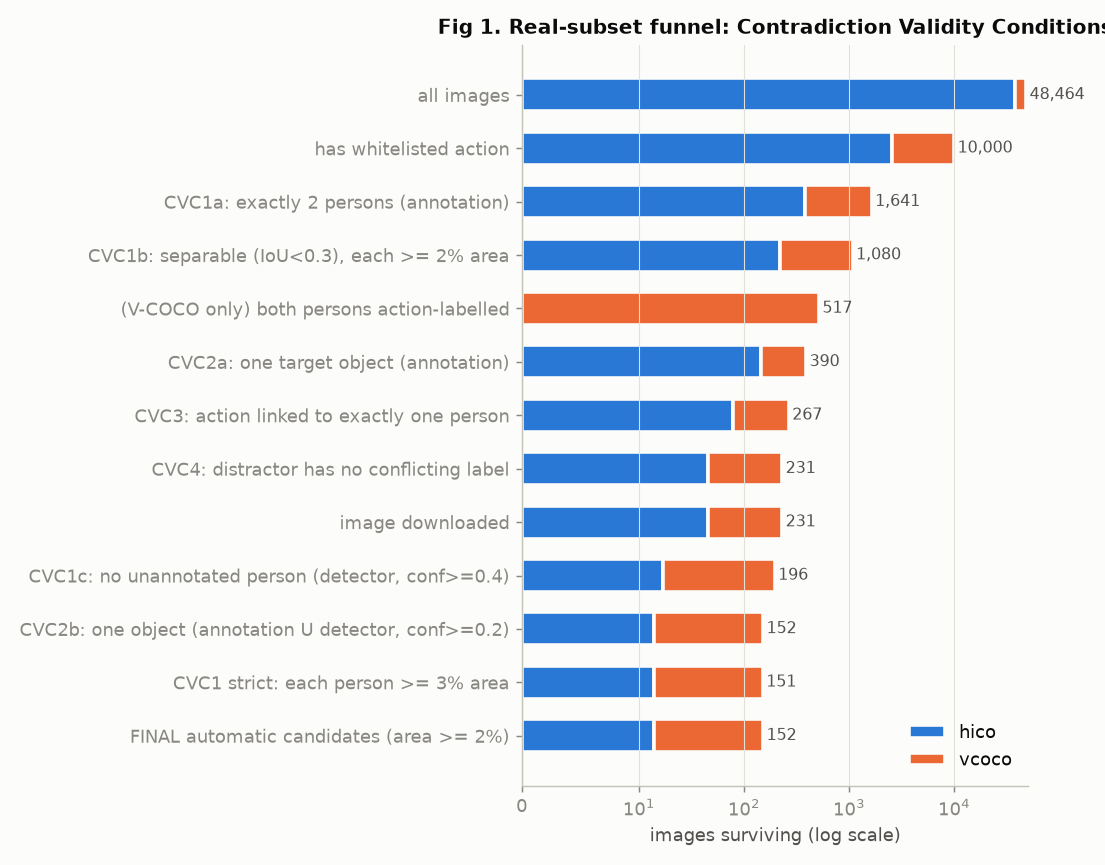 Fig 1. Real-subset funnel: Contradiction Validity Conditions
all images 48,464
has whitelisted action 10,000
CVC1a: exactly 2 persons (annotation) 1,641
CVC1b: separable (IoU<0.3), each >= 2% area 1,080
(V-COCO only) both persons action-labelled 517
CVC2a: one target object (annotation) 390
CVC3: action linked to exactly one person 267
CVC4: distractor has no conflicting label 231
image downloaded 231
CVC1c: no unannotated person (detector, conf>=0.4) 196
CVC2b: one object (annotation U detector, conf>=0.2) 152
CVC1 strict: each person >= 3% area 151
FINAL automatic candidates (area >= 2%) 152
hico
vcoco
0 10¹ 10² 10³ 10⁴
images surviving (log scale)